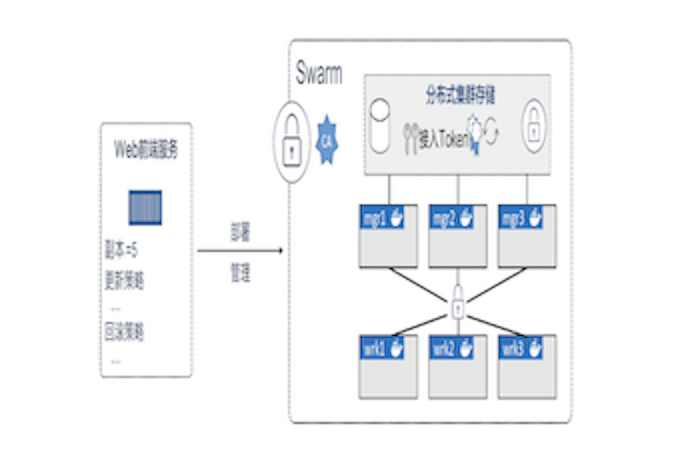 Swarm
分布式集群存储
接入Token
CA
Web前端服务
副本=5
更新策略
...
回滚策略
...
部署
管理
mgr1
mgr2
mgr3
wrk1
wrk2
wrk3